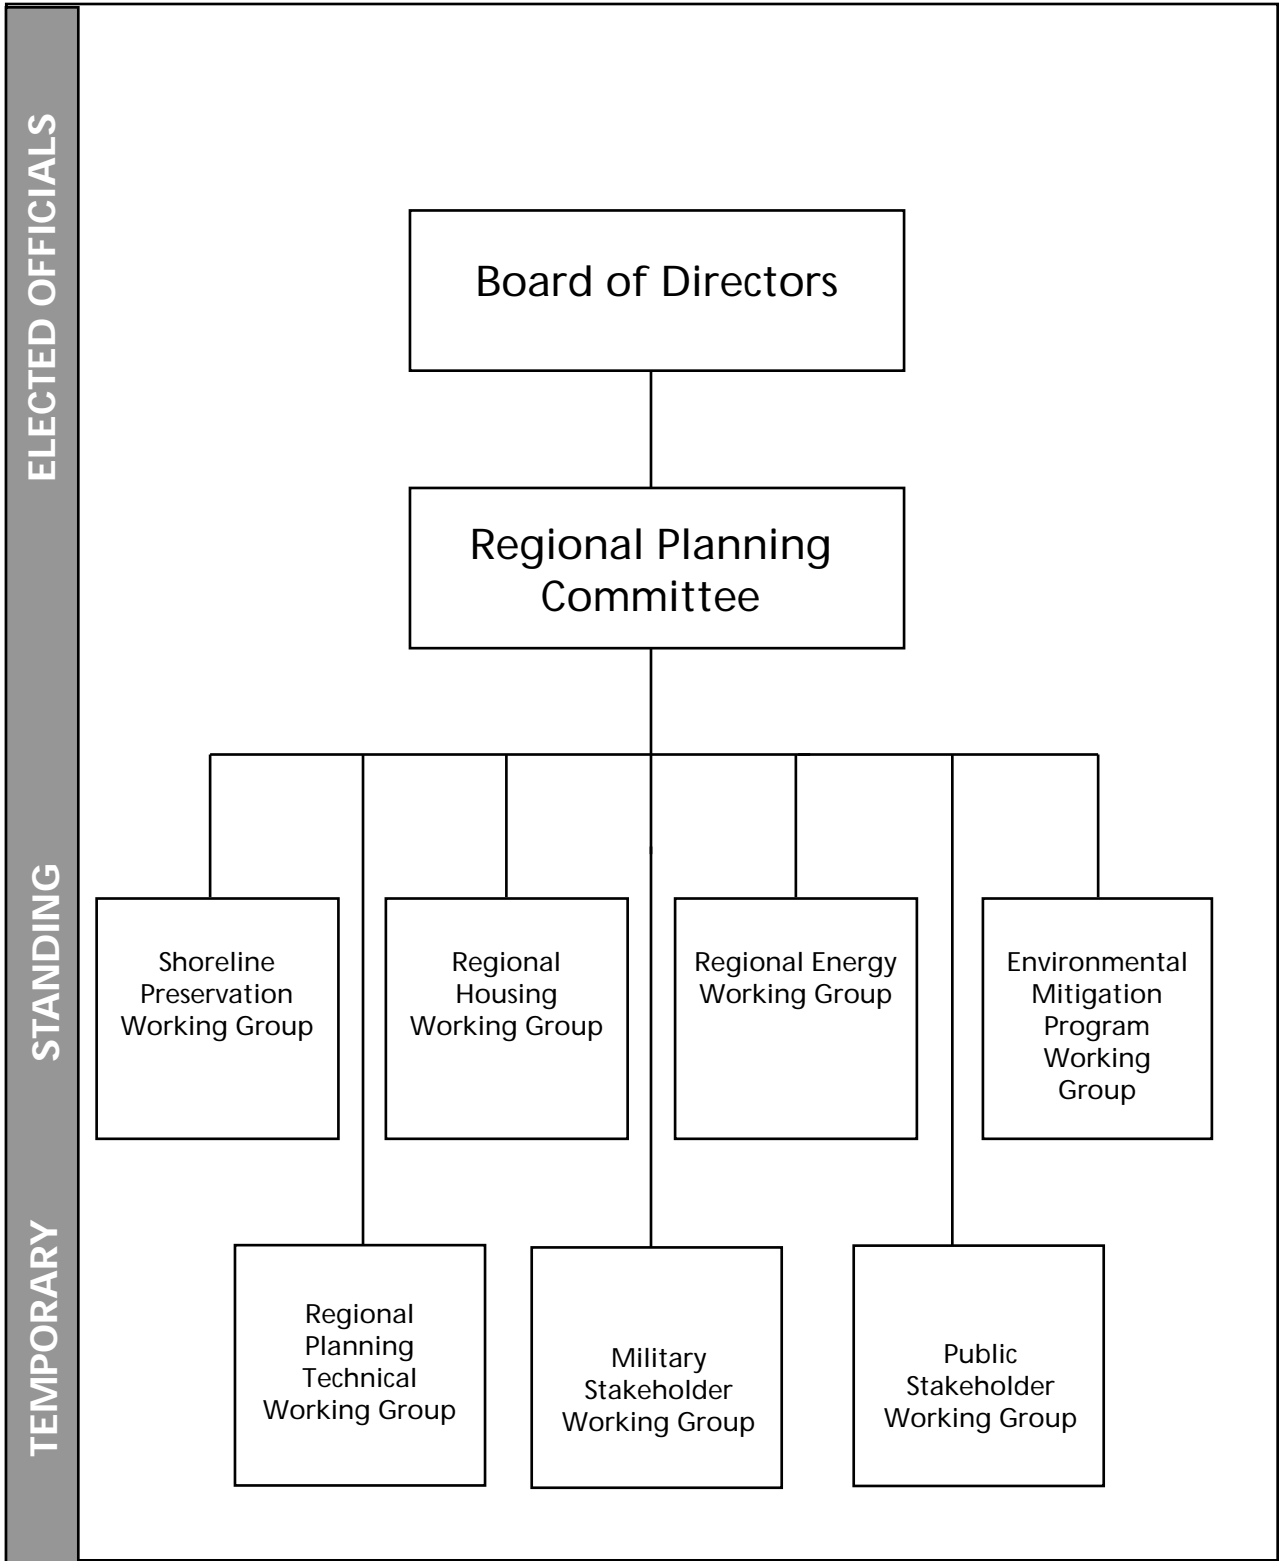 ELECTED OFFICIALS
Board of Directors
Regional Planning
Committee
STANDING
Shoreline
Preservation
Working Group
Regional
Housing
Working Group
Regional Energy
Working Group
Environmental
Mitigation
Program
Working
Group
TEMPORARY
Regional
Planning
Technical
Working Group
Military
Stakeholder
Working Group
Public
Stakeholder
Working Group